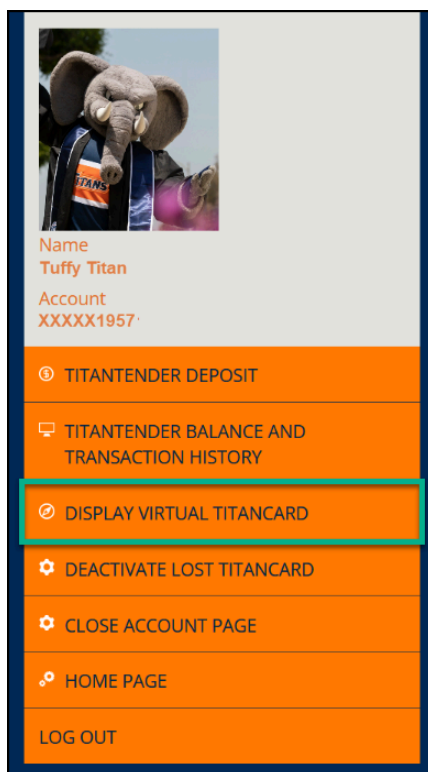 TITANS
Name
Tuffy Titan
Account
XXXXX1957
TITANTENDER DEPOSIT
TITANTENDER BALANCE AND
TRANSACTION HISTORY
DISPLAY VIRTUAL TITANCARD
DEACTIVATE LOST TITANCARD
CLOSE ACCOUNT PAGE
HOME PAGE
LOG OUT